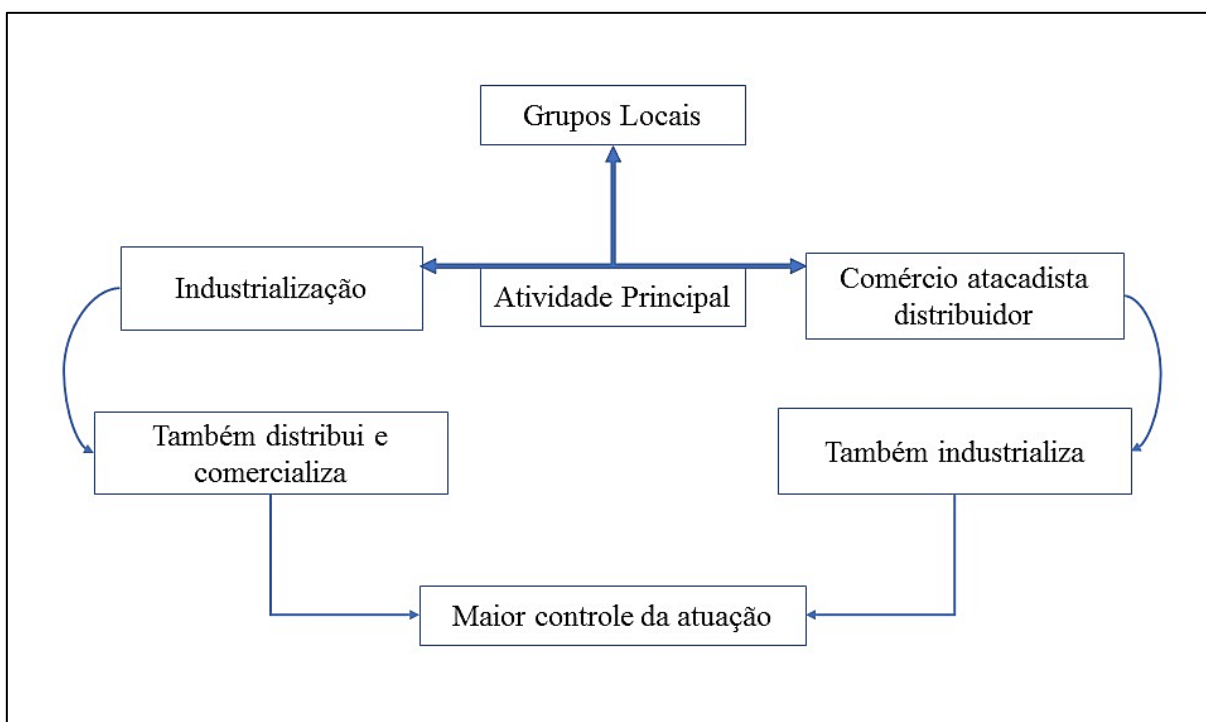 Grupos Locais
Industrialização
Atividade Principal
Comércio atacadista
distribuidor
Também distribui e
comercializa
Também industrializa
Maior controle da atuação